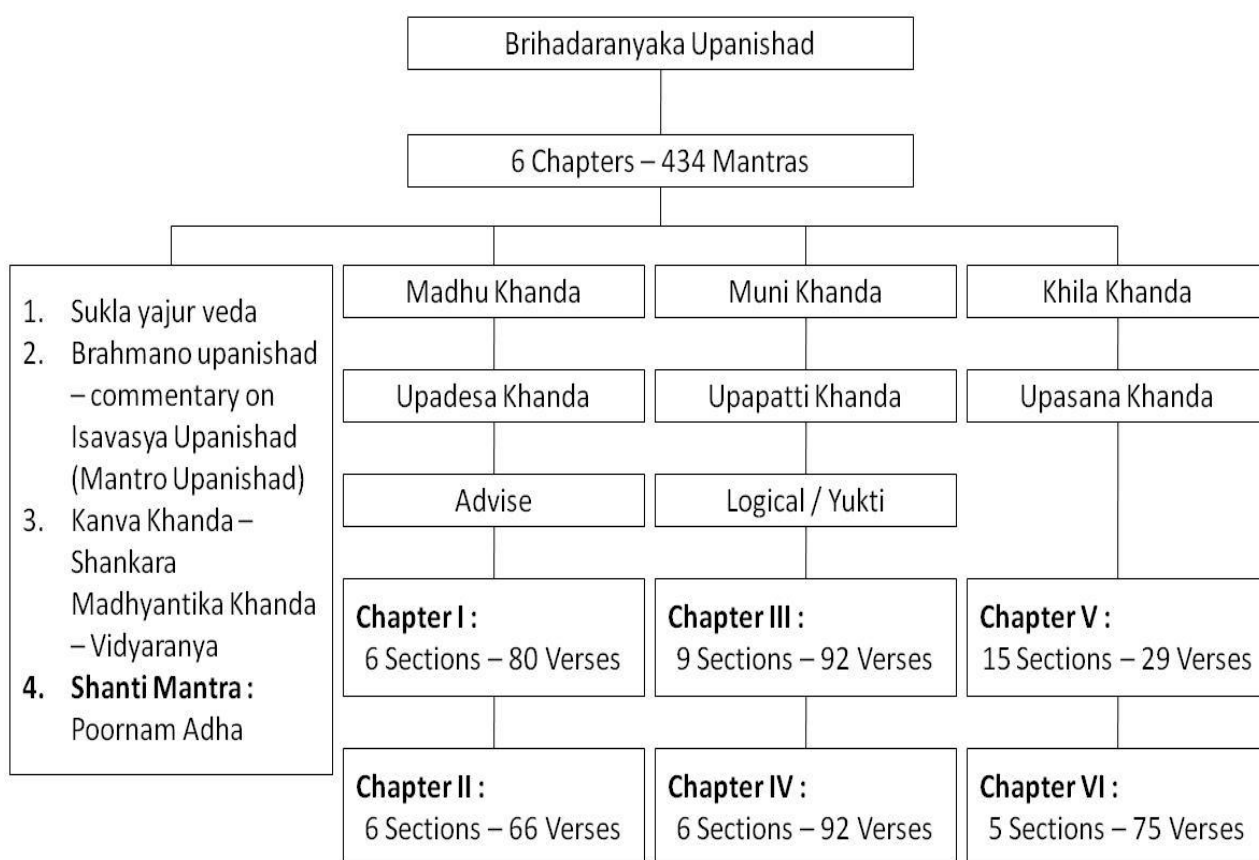 Brihadaranyaka Upanishad
6 Chapters – 434 Mantras
1. Sukla yajur veda
2. Brahmano upanishad
– commentary on
Isavasya Upanishad
(Mantro Upanishad)
3. Kanva Khanda –
Shankara
Madhyantika Khanda
– Vidyaranya
4. Shanti Mantra :
Poornam Adha
Madhu Khanda
Upadesa Khanda
Advise
Chapter I :
6 Sections – 80 Verses
Chapter II :
6 Sections – 66 Verses
Muni Khanda
Upapatti Khanda
Logical / Yukti
Chapter III :
9 Sections – 92 Verses
Chapter IV :
6 Sections – 92 Verses
Khila Khanda
Upasana Khanda
Chapter V :
15 Sections – 29 Verses
Chapter VI :
5 Sections – 75 Verses